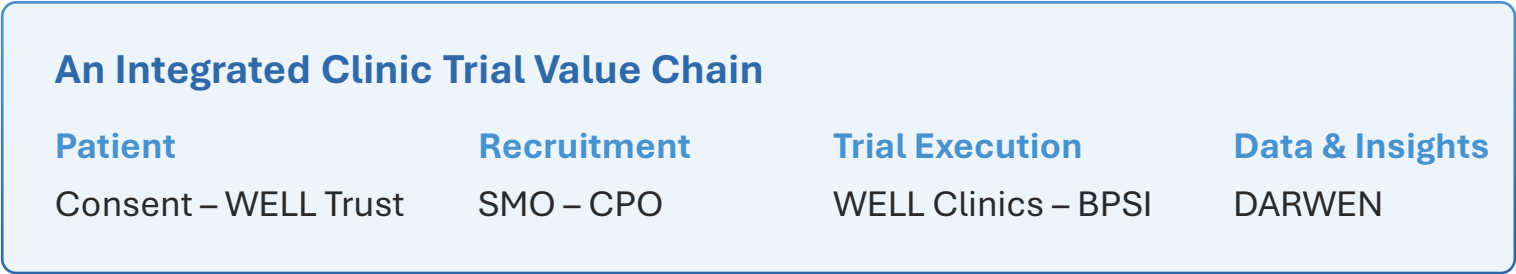 An Integrated Clinic Trial Value Chain
Patient Recruitment Trial Execution Data & Insights
Consent – WELL Trust SMO – CPO WELL Clinics – BPSI DARWEN